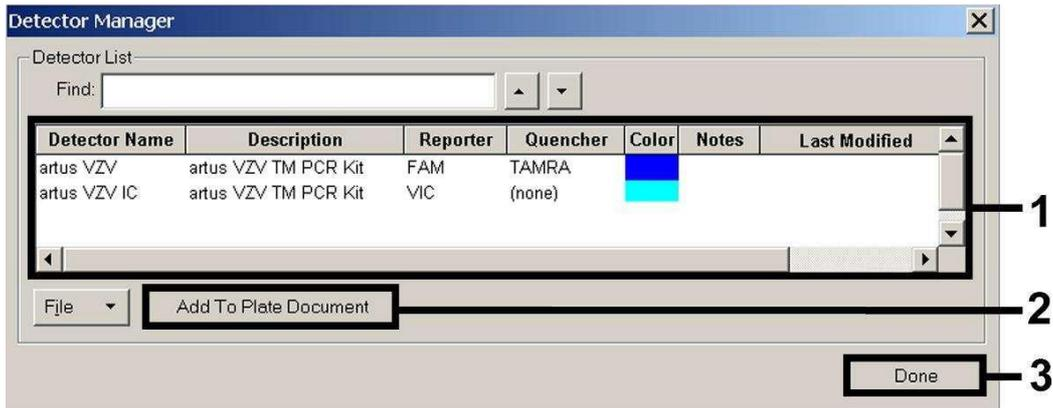 Detector Manager
Detector List
Find:
Detector Name Description Reporter Quencher Color Notes Last Modified
artus VZV artus VZV TM PCR Kit FAM TAMRA
artus VZV IC artus VZV TM PCR Kit VIC (none)
1
File Add To Plate Document
2
Done
3